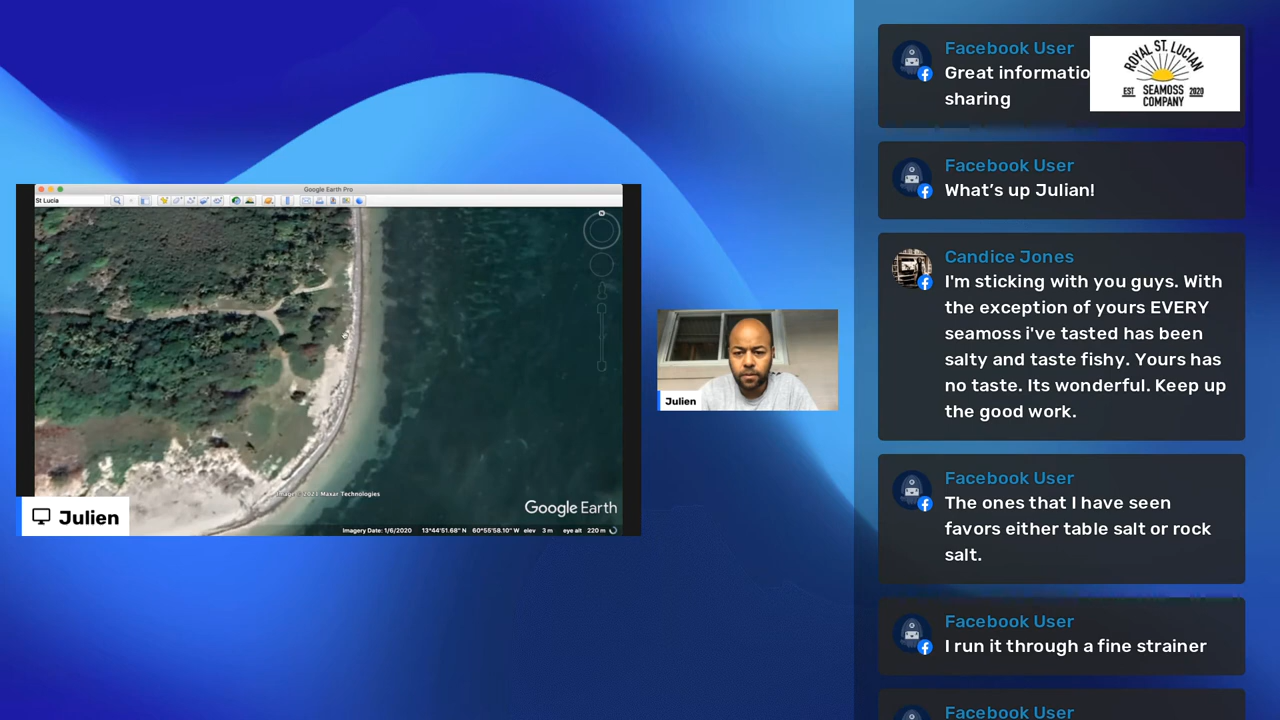 Google Earth Pro
St Lucia
N
Image © 2021 Maxar Technologies
Google Earth
Imagery Date: 1/6/2020 13°44'51.68" N 60°55'58.10" W elev 3 m eye alt 220 m
Julien
Julien
Facebook User
Great informatio
sharing
ROYAL ST. LUCIAN
EST SEAMOSS 2020
COMPANY
Facebook User
What's up Julian!
Candice Jones
I'm sticking with you guys. With
the exception of yours EVERY
seamoss i've tasted has been
salty and taste fishy. Yours has
no taste. Its wonderful. Keep up
the good work.
Facebook User
The ones that I have seen
favors either table salt or rock
salt.
Facebook User
I run it through a fine strainer
Facebook User